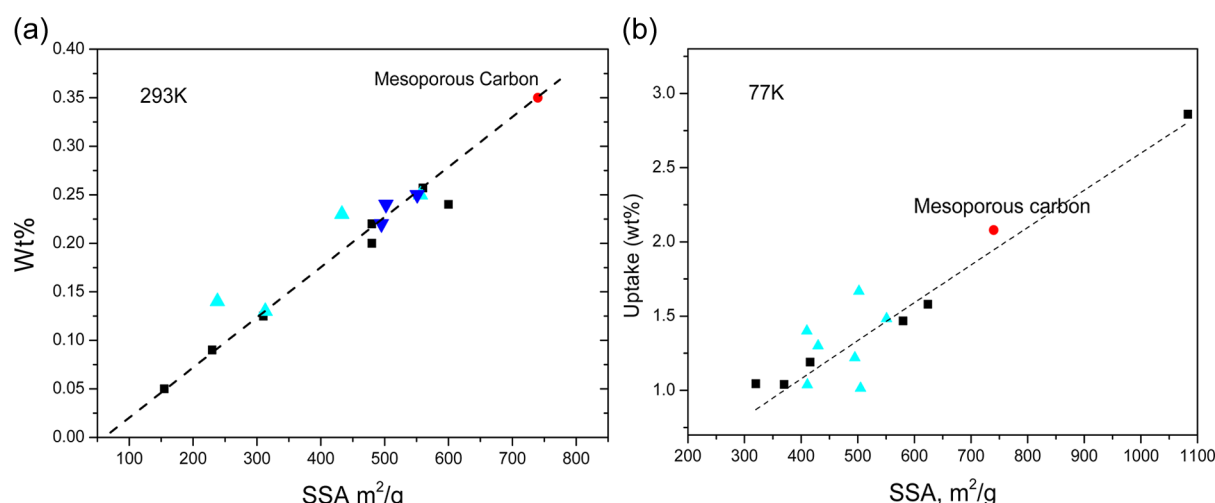 (a)
0.40
0.35
0.30
0.25
0.20
0.15
0.10
0.05
0.00
Wt%
293K
Mesoporous Carbon
100 200 300 400 500 600 700 800
SSA m²/g
(b)
3.0
2.5
2.0
1.5
1.0
Uptake (wt%)
77K
Mesoporous carbon
200 300 400 500 600 700 800 900 1000 1100
SSA, m²/g